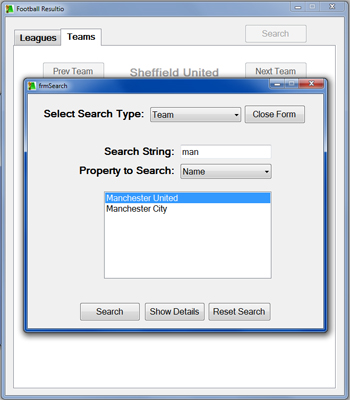 Football Resultio
Leagues
Teams
Search
Prev Team
Sheffield United
Next Team
frmSearch
Select Search Type:
Team
Close Form
Search String:
man
Property to Search:
Name
Manchester United
Manchester City
Search
Show Details
Reset Search